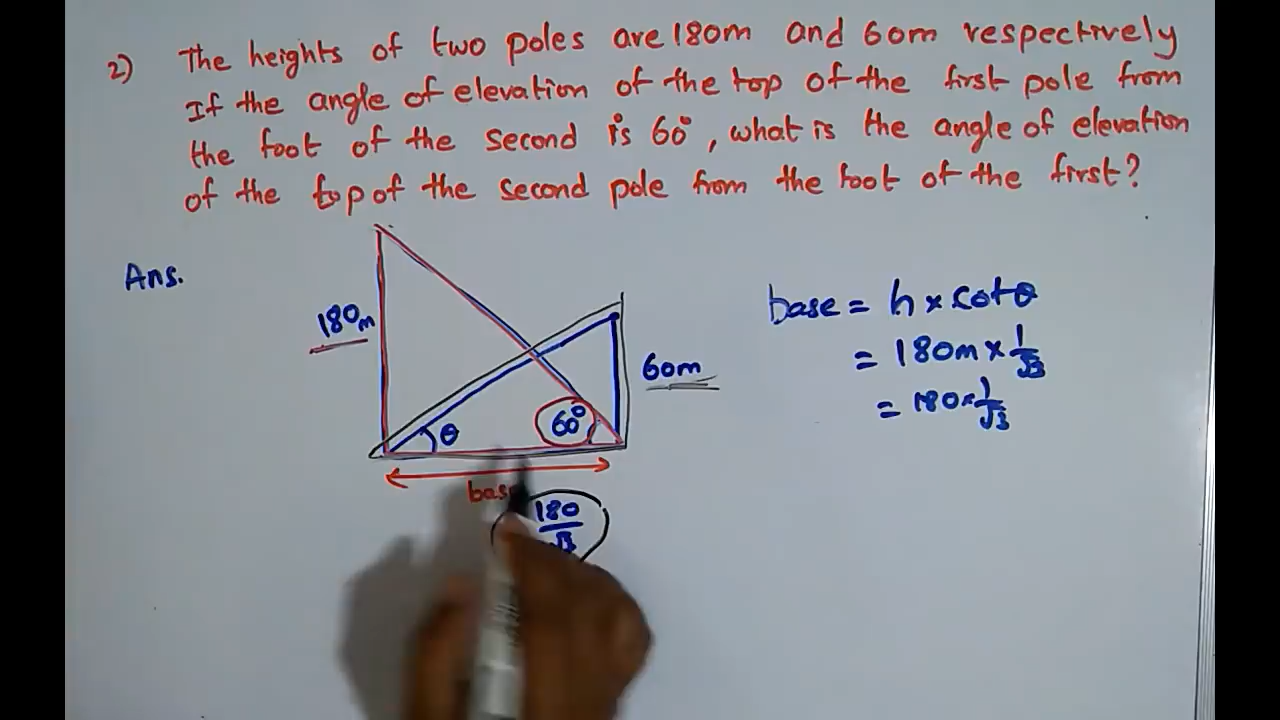 2) The heights of two poles are 180m and 60m respectively
If the angle of elevation of the top of the first pole from
the foot of the second is 60°, what is the angle of elevation
of the top of the second pole from the foot of the first?
Ans.
180m
60m
θ
60°
base
180/√3
base = h × cotθ
= 180m × 1/√3
= 180 × 1/√3